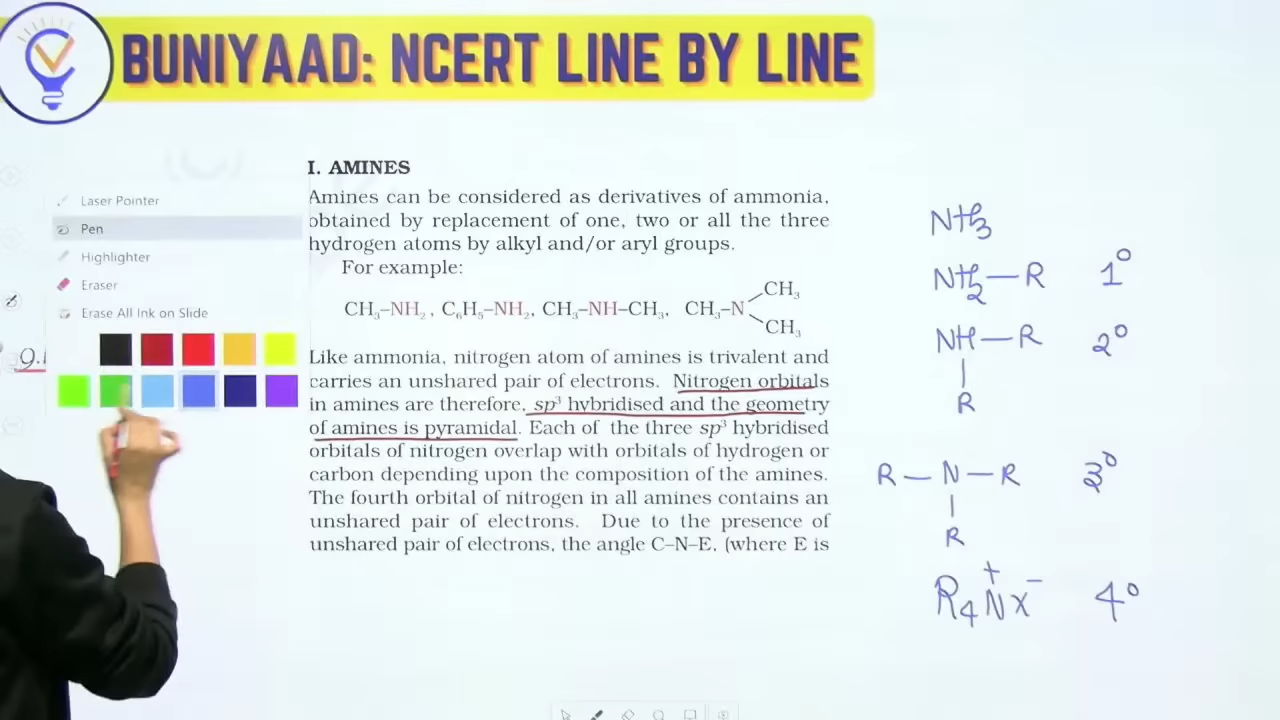 BUNIYAAD: NCERT LINE BY LINE
I. AMINES
Amines can be considered as derivatives of ammonia,
obtained by replacement of one, two or all the three
hydrogen atoms by alkyl and/or aryl groups.
For example:
CH₃–NH₂, C₆H₅–NH₂, CH₃–NH–CH₃, CH₃–N
CH₃
CH₃
Like ammonia, nitrogen atom of amines is trivalent and
carries an unshared pair of electrons. Nitrogen orbitals
in amines are therefore, sp³ hybridised and the geometry
of amines is pyramidal. Each of the three sp³ hybridised
orbitals of nitrogen overlap with orbitals of hydrogen or
carbon depending upon the composition of the amines.
The fourth orbital of nitrogen in all amines contains an
unshared pair of electrons. Due to the presence of
unshared pair of electrons, the angle C–N–E, (where E is
Laser Pointer
Pen
Highlighter
Eraser
Erase All Ink on Slide
NH₃
NH₂—R 1°
NH—R 2°
R
R—N—R 3°
R
R₄N⁺X⁻ 4°